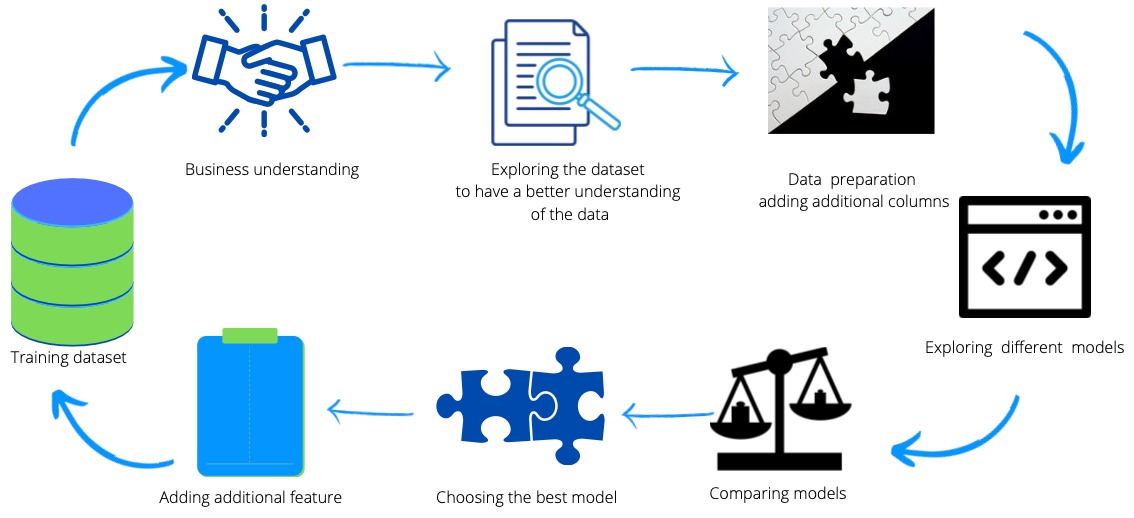 Business understanding
Exploring the dataset
to have a better understanding
of the data
Data preparation
adding additional columns
Training dataset
Exploring different models
Adding additional feature
Choosing the best model
Comparing models